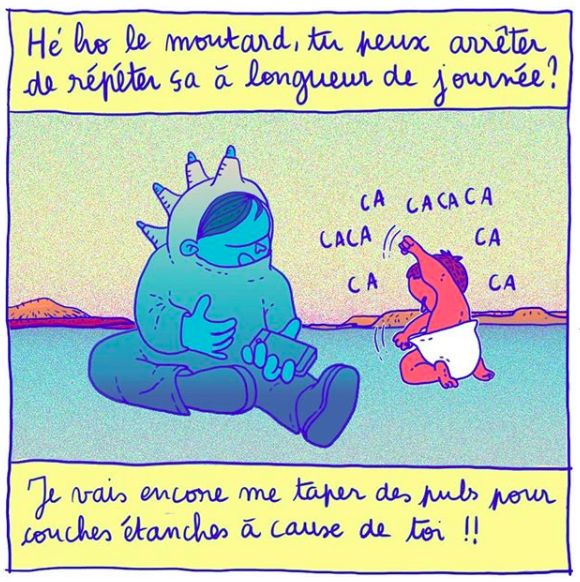 Hé ho le moutard, tu peux arrêter
de répéter ça à longueur de journée?
CA
CACACA
CACA
CA
CA
CA
Je vais encore me taper des pubs pour
couches étanches à cause de toi !!